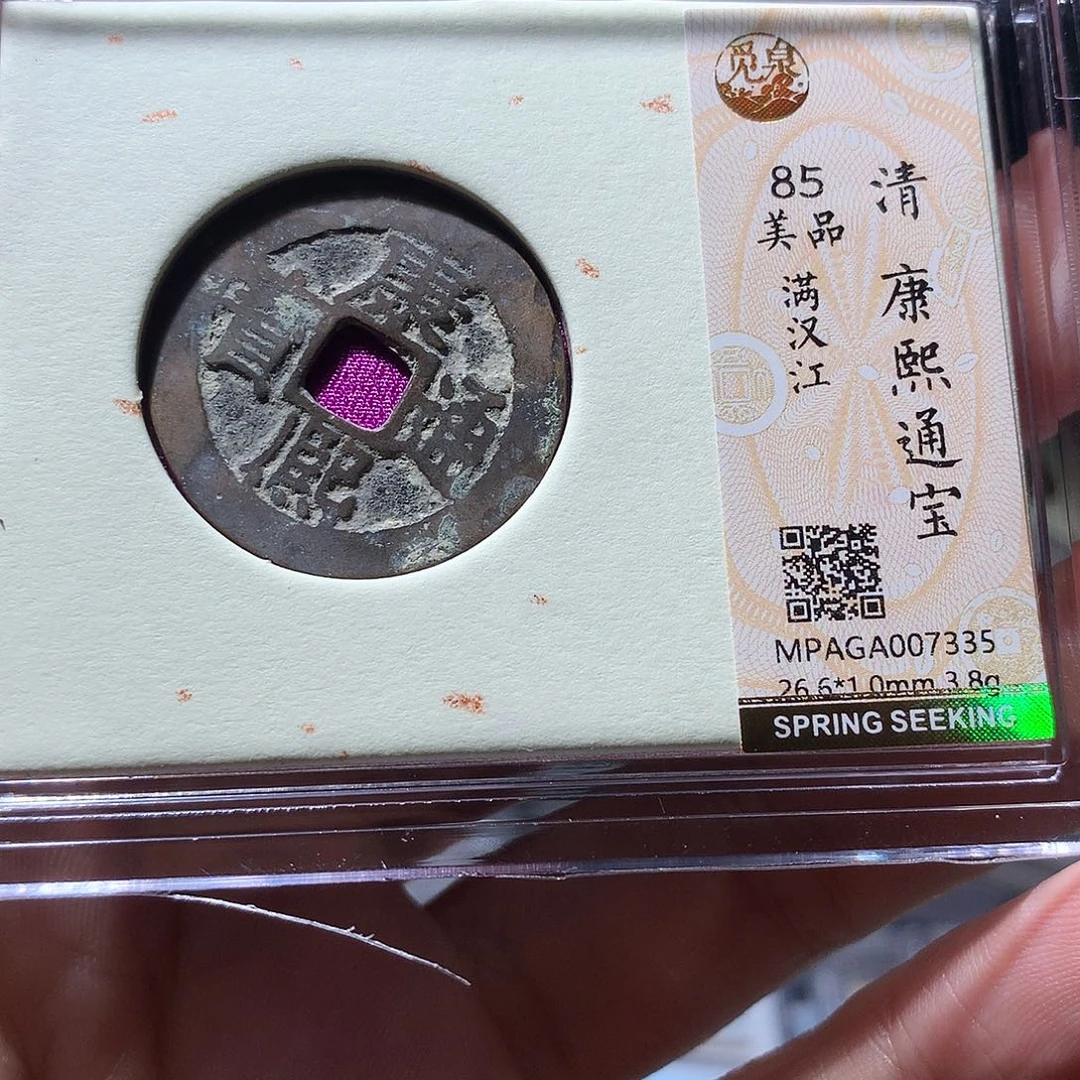 康熙通寳
觅泉
清 康熙通宝
85
美品
满汉江
MPAGA007335
26.6*1.0mm 3.8g
SPRING SEEKING